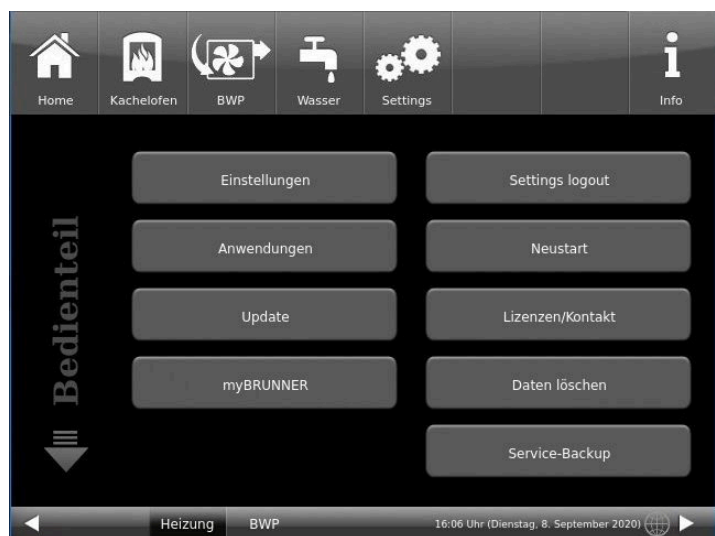 Home Kachelofen BWP Wasser Settings Info
Bedienteil
Einstellungen Settings logout
Anwendungen Neustart
Update Lizenzen/Kontakt
myBRUNNER Daten löschen
Service-Backup
Heizung BWP 16:06 Uhr (Dienstag, 8. September 2020)